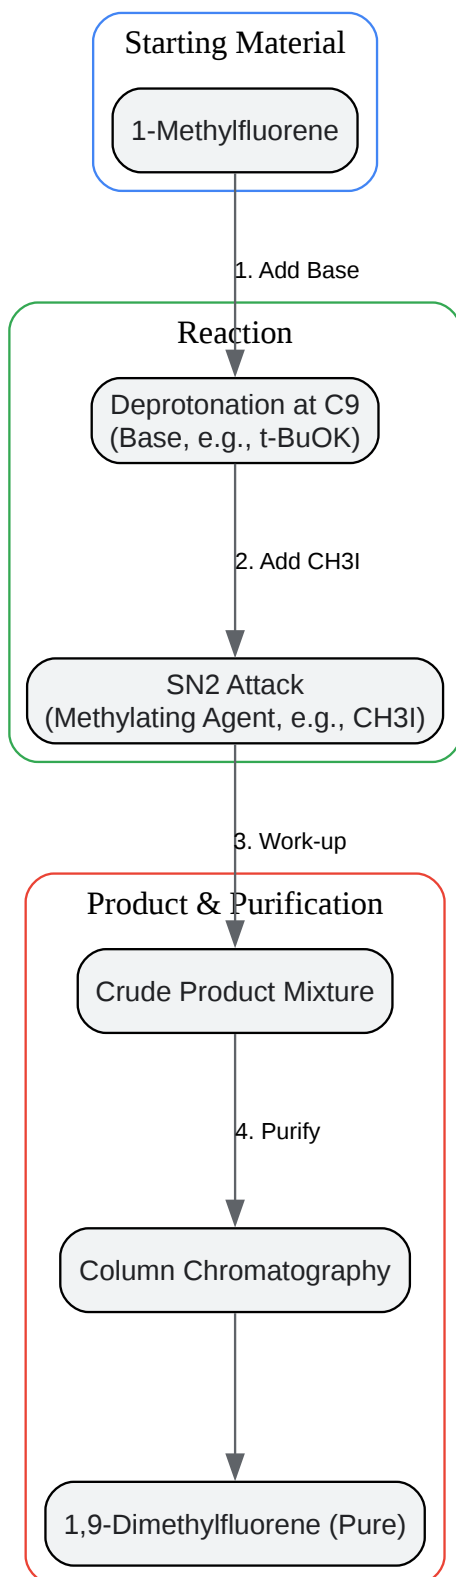 Starting Material
1-Methylfluorene
1. Add Base
Reaction
Deprotonation at C9
(Base, e.g., t-BuOK)
2. Add CH3I
SN2 Attack
(Methylating Agent, e.g., CH3I)
3. Work-up
Product & Purification
Crude Product Mixture
4. Purify
Column Chromatography
1,9-Dimethylfluorene (Pure)